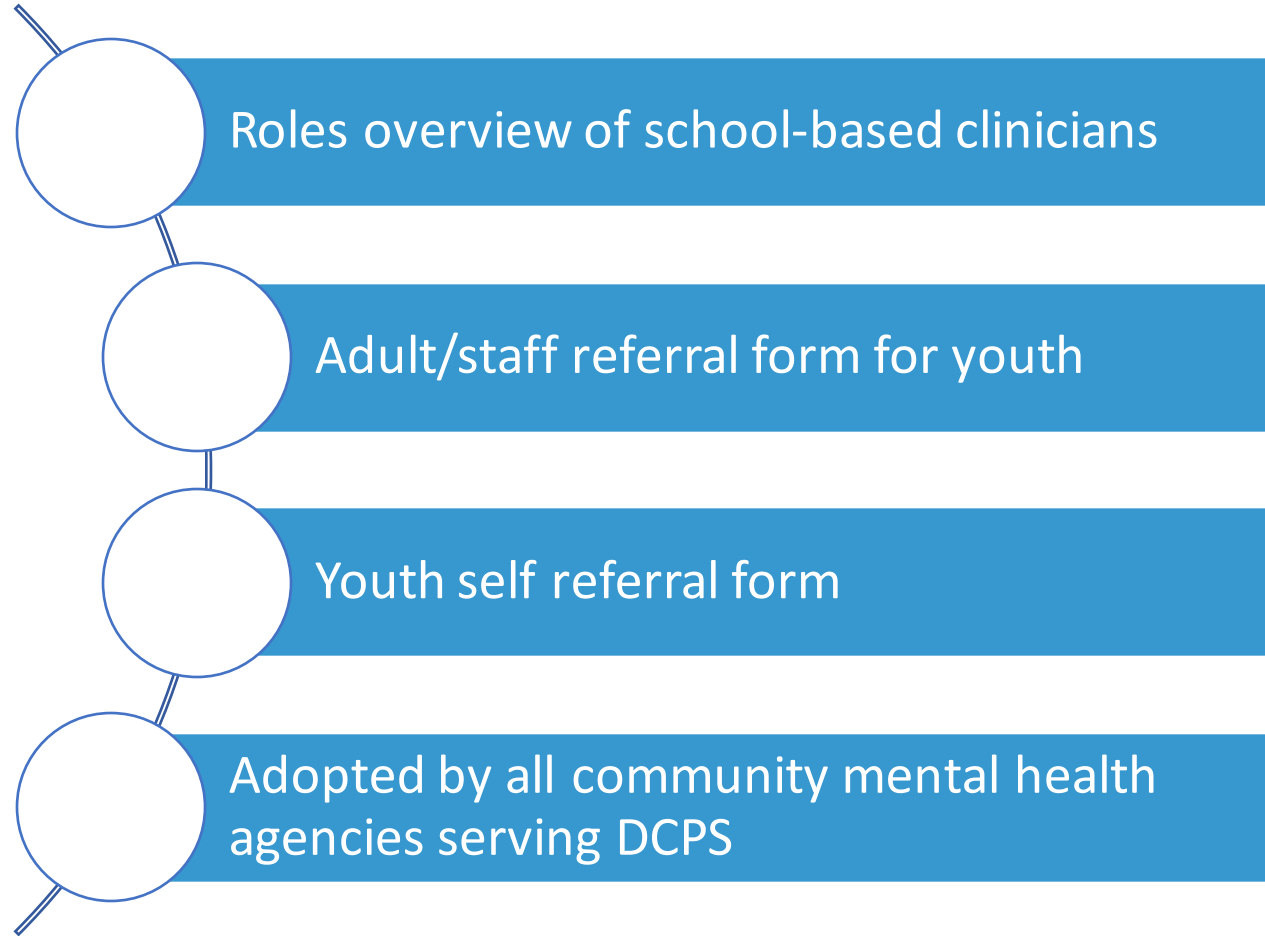 Roles overview of school-based clinicians
Adult/staff referral form for youth
Youth self referral form
Adopted by all community mental health
agencies serving DCPS